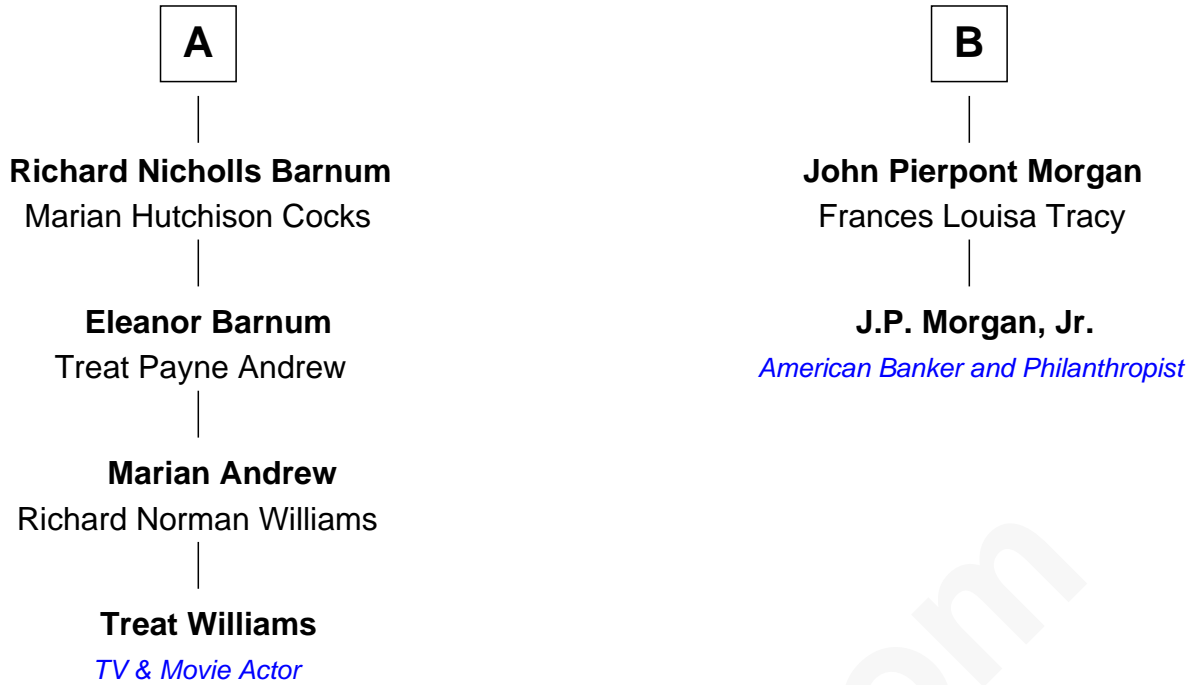 A
Richard Nicholls Barnum
Marian Hutchison Cocks
Eleanor Barnum
Treat Payne Andrew
Marian Andrew
Richard Norman Williams
Treat Williams
TV & Movie Actor
B
John Pierpont Morgan
Frances Louisa Tracy
J.P. Morgan, Jr.
American Banker and Philanthropist
om